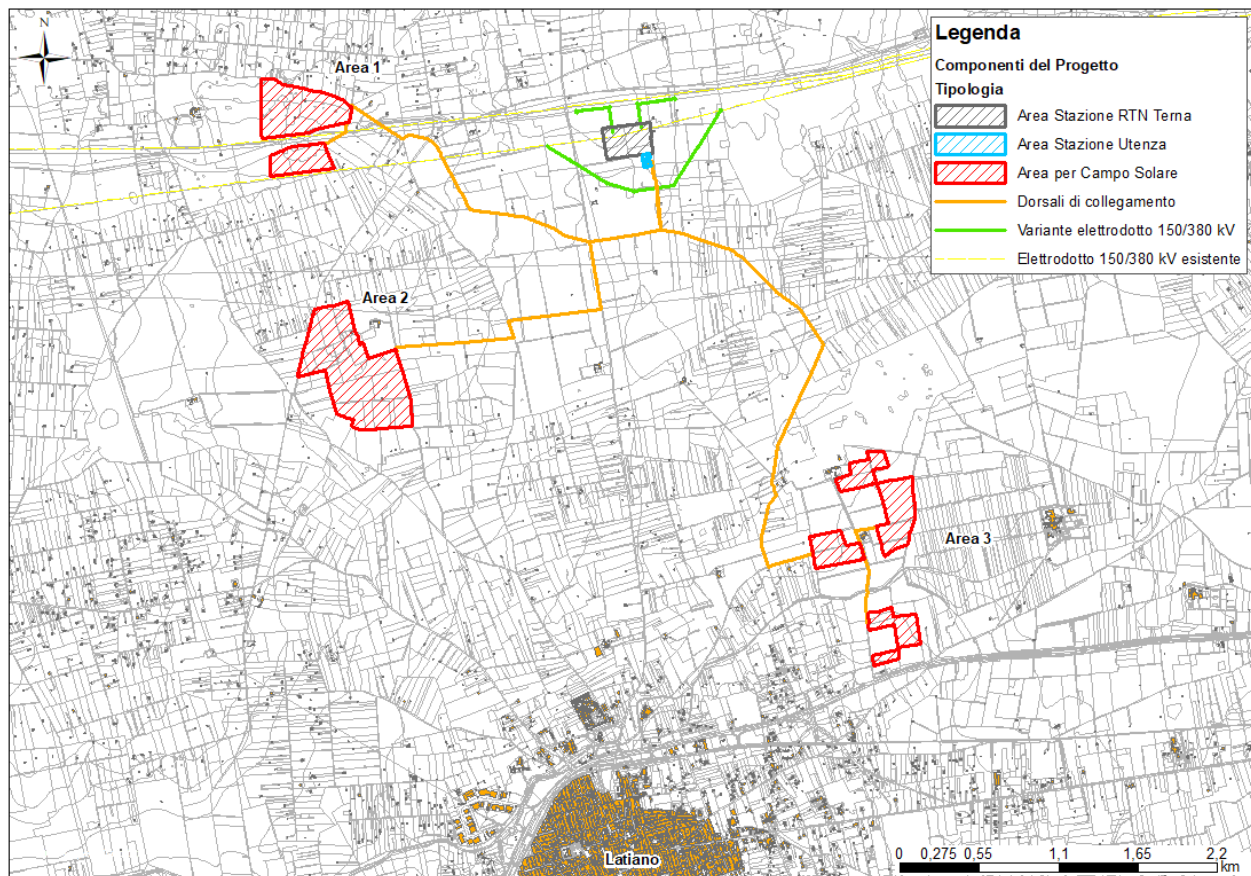 N
Area 1
Area 2
Area 3
Latiano
Legenda
Componenti del Progetto
Tipologia
Area Stazione RTN Terna
Area Stazione Utenza
Area per Campo Solare
Dorsali di collegamento
Variante elettrodotto 150/380 kV
Elettrodotto 150/380 kV esistente
0 0,275 0,55 1,1 1,65 2,2
km